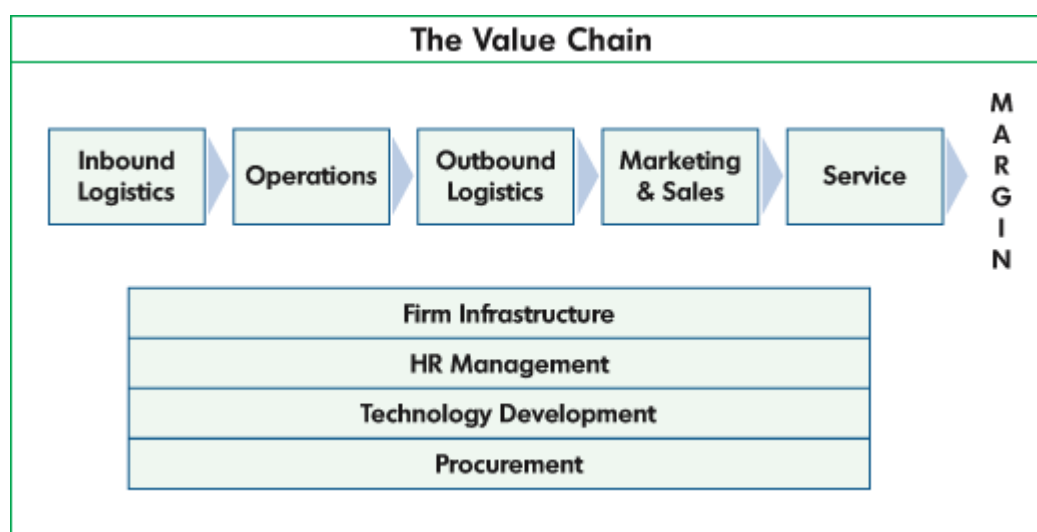 The Value Chain
Inbound
Logistics
Operations
Outbound
Logistics
Marketing
& Sales
Service
M
A
R
G
I
N
Firm Infrastructure
HR Management
Technology Development
Procurement